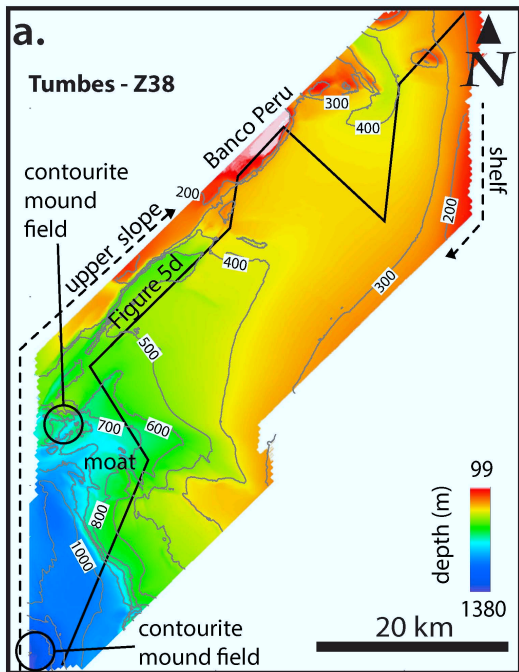 a.
N
Tumbes - Z38
300
400
Banco Peru
shelf
contourite
mound
field
200
200
upper slope
400
300
Figure 5d
500
700
600
moat
800
1000
99
depth (m)
1380
20 km
contourite
mound field